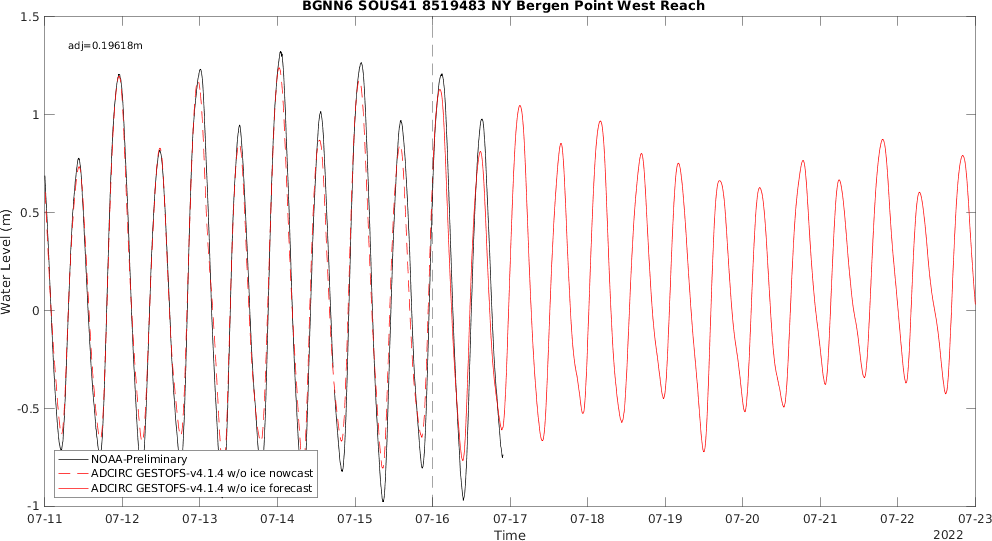 BGNN6 SOUS41 8519483 NY Bergen Point West Reach
adj=0.19618m
Water Level (m)
1.5
1
0.5
0
-0.5
-1
NOAA-Preliminary
ADCIRC GESTOFS-v4.1.4 w/o ice nowcast
ADCIRC GESTOFS-v4.1.4 w/o ice forecast
07-11 07-12 07-13 07-14 07-15 07-16 07-17 07-18 07-19 07-20 07-21 07-22 07-23
Time
2022